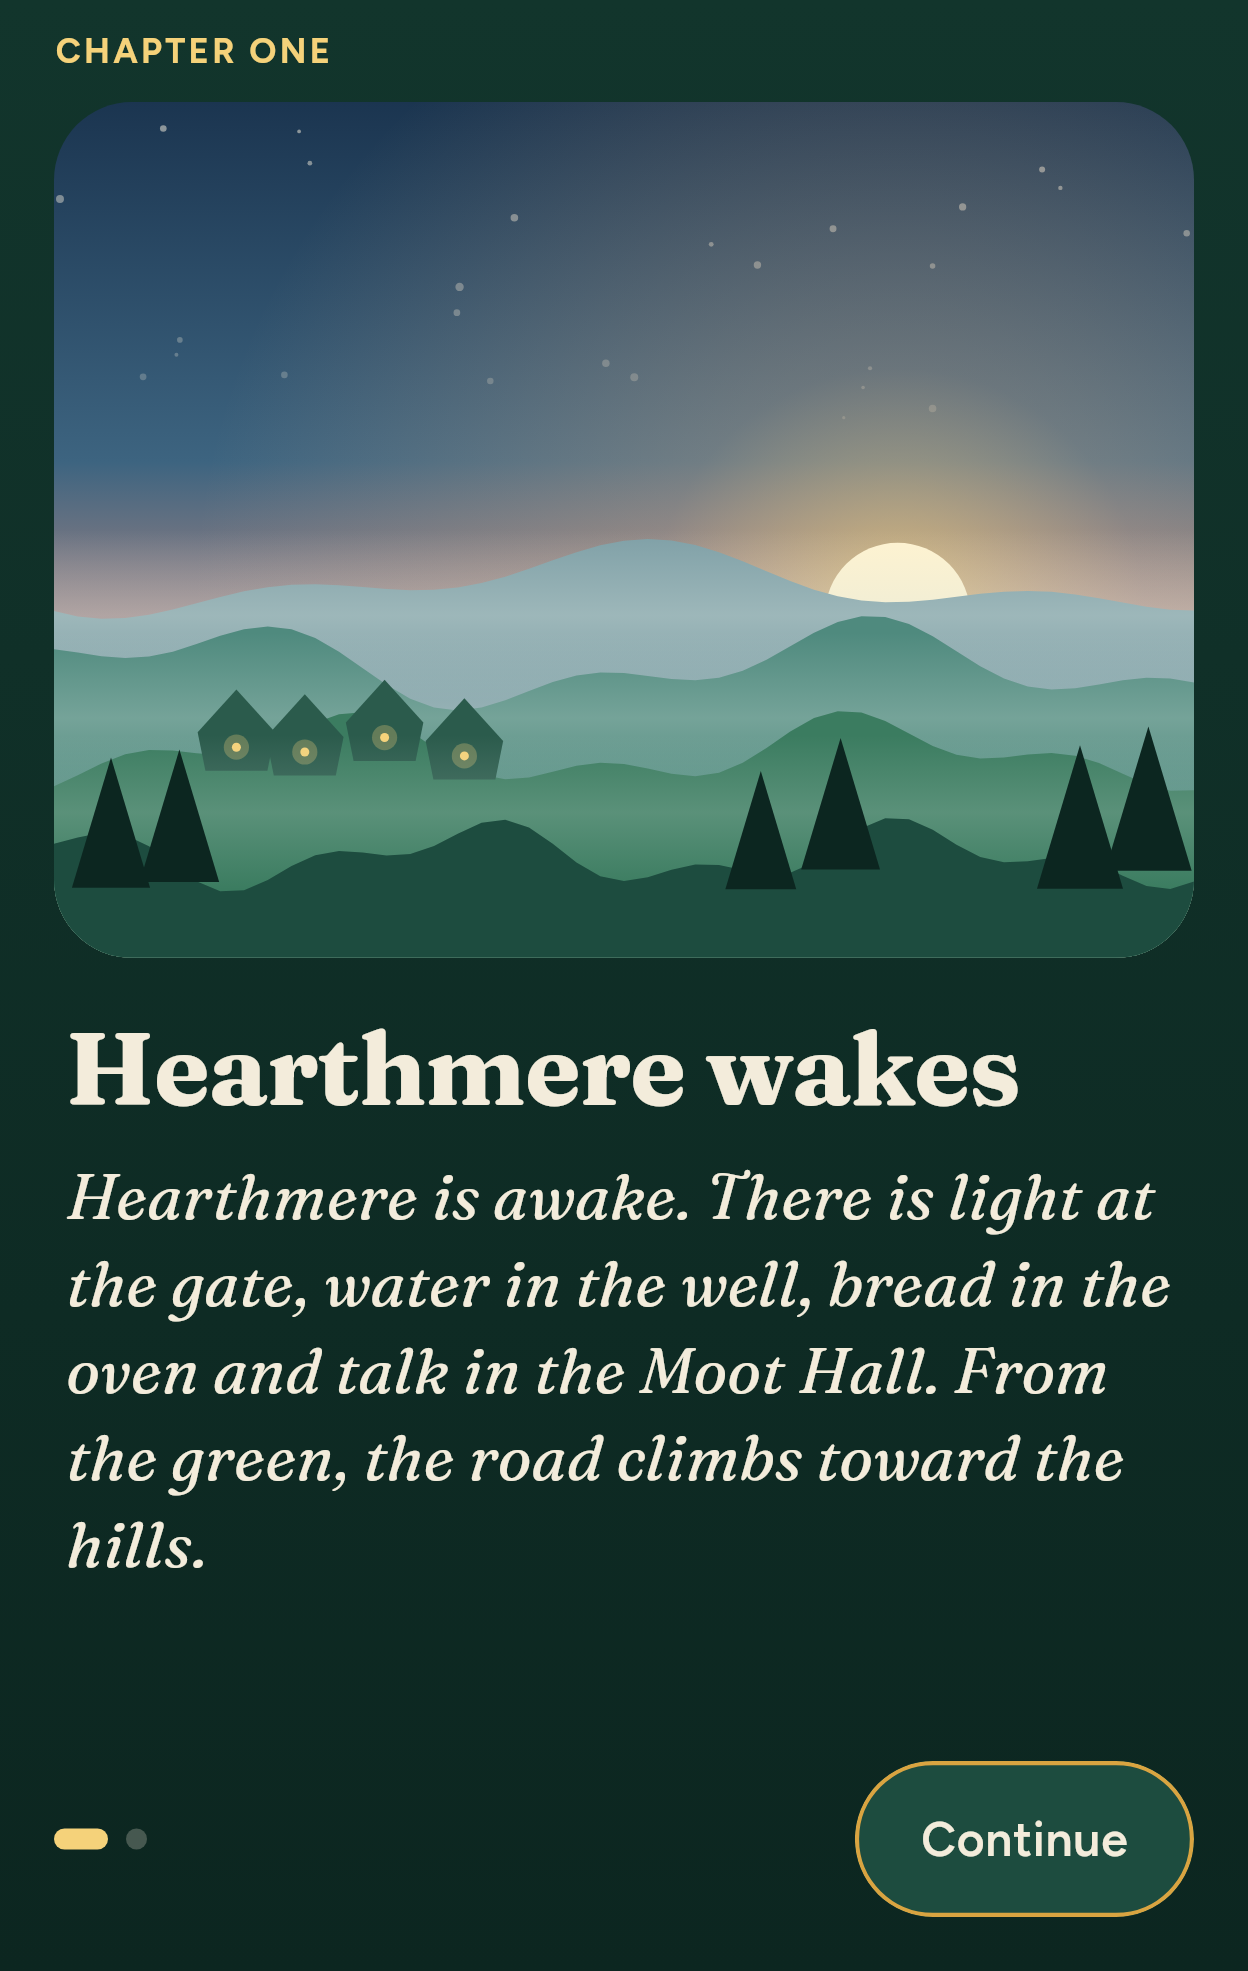 CHAPTER ONE
Hearthmere wakes
Hearthmere is awake. There is light at
the gate, water in the well, bread in the
oven and talk in the Moot Hall. From
the green, the road climbs toward the
hills.
Continue